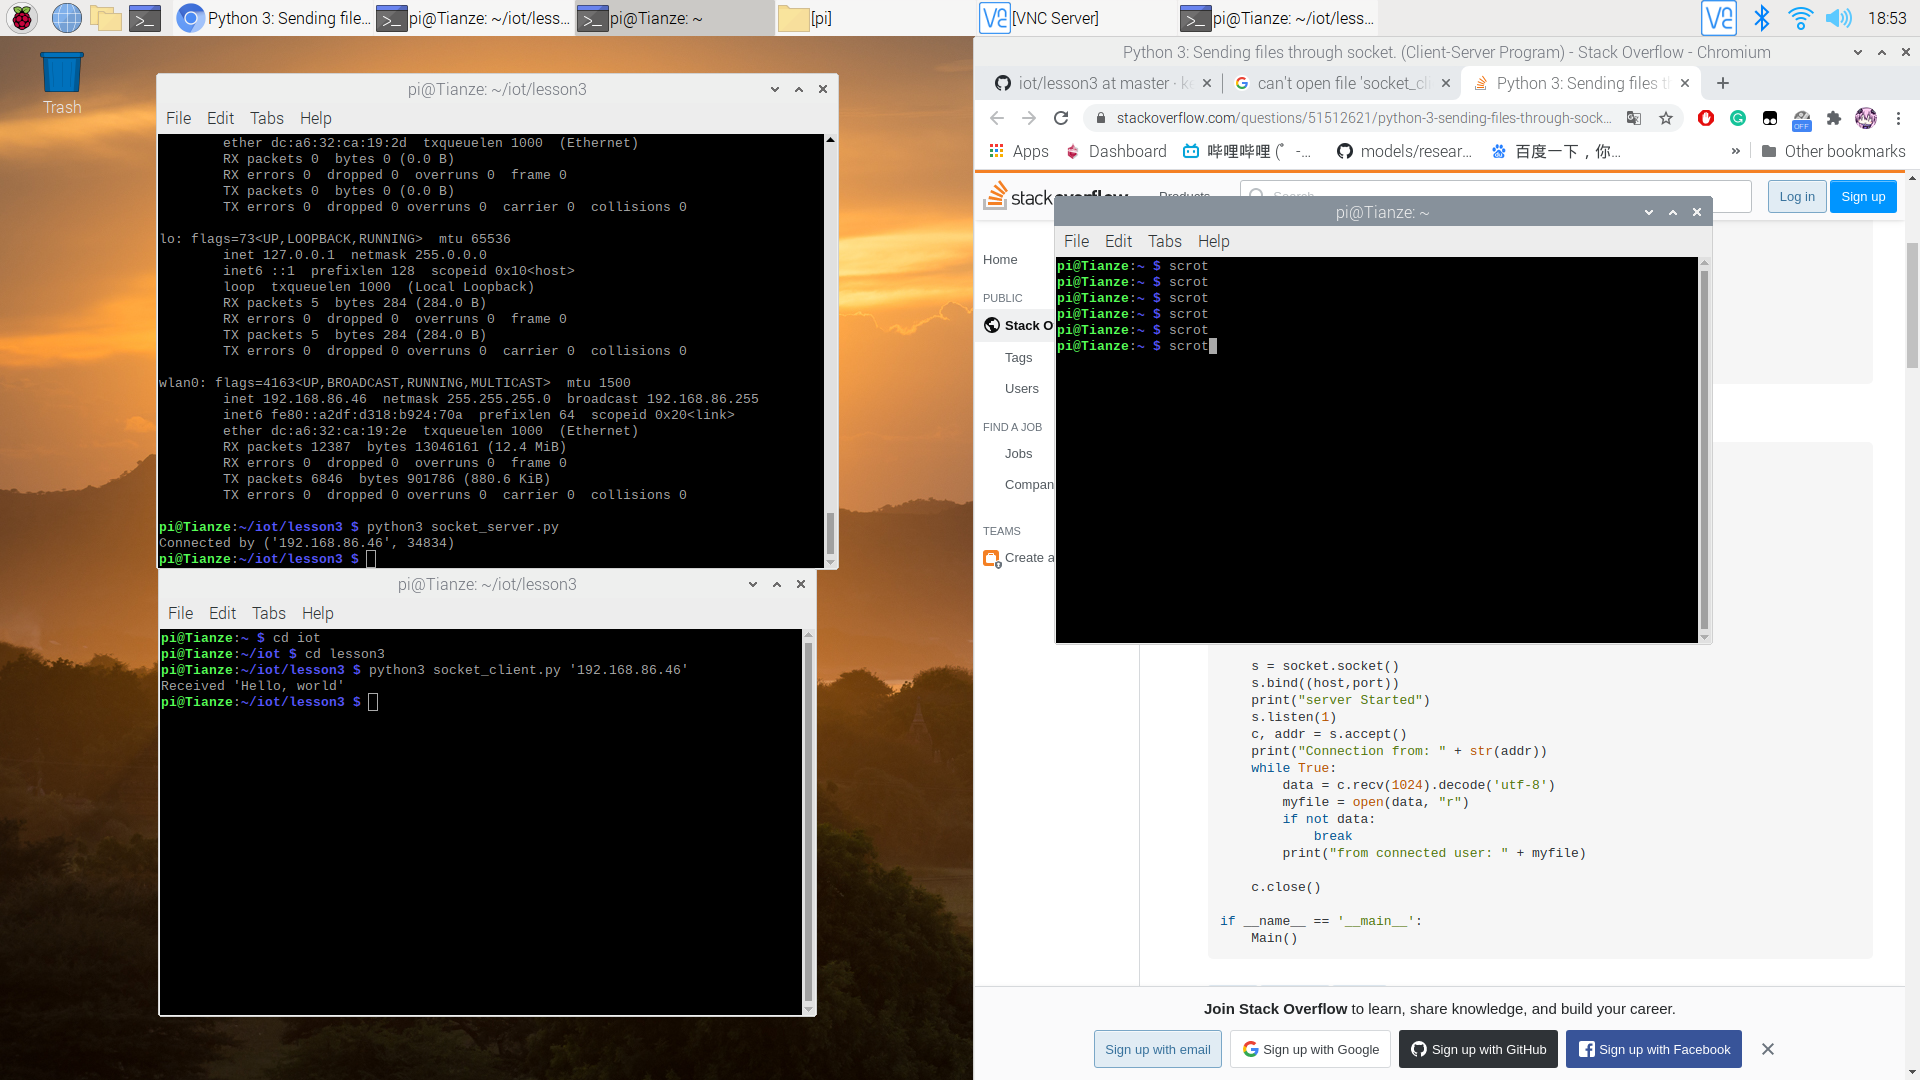 Python 3: Sending file...
pi@Tianze: ~/iot/less...
pi@Tianze: ~
[pi]
[VNC Server]
pi@Tianze: ~/iot/less...
18:53
Trash
pi@Tianze: ~/iot/lesson3
File Edit Tabs Help
ether dc:a6:32:ca:19:2d  txqueuelen 1000  (Ethernet)
RX packets 0  bytes 0 (0.0 B)
RX errors 0  dropped 0  overruns 0  frame 0
TX packets 0  bytes 0 (0.0 B)
TX errors 0  dropped 0 overruns 0  carrier 0  collisions 0
lo: flags=73<UP,LOOPBACK,RUNNING>  mtu 65536
inet 127.0.0.1  netmask 255.0.0.0
inet6 ::1  prefixlen 128  scopeid 0x10<host>
loop  txqueuelen 1000  (Local Loopback)
RX packets 5  bytes 284 (284.0 B)
RX errors 0  dropped 0  overruns 0  frame 0
TX packets 5  bytes 284 (284.0 B)
TX errors 0  dropped 0 overruns 0  carrier 0  collisions 0
wlan0: flags=4163<UP,BROADCAST,RUNNING,MULTICAST>  mtu 1500
inet 192.168.86.46  netmask 255.255.255.0  broadcast 192.168.86.255
inet6 fe80::a2df:d318:b924:70a  prefixlen 64  scopeid 0x20<link>
ether dc:a6:32:ca:19:2e  txqueuelen 1000  (Ethernet)
RX packets 12387  bytes 13046161 (12.4 MiB)
RX errors 0  dropped 0  overruns 0  frame 0
TX packets 6846  bytes 901786 (880.6 KiB)
TX errors 0  dropped 0 overruns 0  carrier 0  collisions 0
pi@Tianze:~/iot/lesson3 $ python3 socket_server.py
Connected by ('192.168.86.46', 34834)
pi@Tianze:~/iot/lesson3 $
pi@Tianze: ~/iot/lesson3
File Edit Tabs Help
pi@Tianze:~ $ cd iot
pi@Tianze:~/iot $ cd lesson3
pi@Tianze:~/iot/lesson3 $ python3 socket_client.py '192.168.86.46'
Received 'Hello, world'
pi@Tianze:~/iot/lesson3 $
Python 3: Sending files through socket. (Client-Server Program) - Stack Overflow - Chromium
iot/lesson3 at master · ke
can't open file 'socket_cli
Python 3: Sending files th
stackoverflow.com/questions/51512621/python-3-sending-files-through-sock...
OFF
Apps
Dashboard
哔哩哔哩 (゜-...
models/resear...
百度一下，你...
»
Other bookmarks
stackoverflow
Products
Search...
Log in
Sign up
Home
PUBLIC
Stack O
Tags
Users
FIND A JOB
Jobs
Compan
TEAMS
Create a
pi@Tianze: ~
File Edit Tabs Help
pi@Tianze:~ $ scrot
pi@Tianze:~ $ scrot
pi@Tianze:~ $ scrot
pi@Tianze:~ $ scrot
pi@Tianze:~ $ scrot
pi@Tianze:~ $ scrot
s = socket.socket()
s.bind((host,port))
print("server Started")
s.listen(1)
c, addr = s.accept()
print("Connection from: " + str(addr))
while True:
data = c.recv(1024).decode('utf-8')
myfile = open(data, "r")
if not data:
break
print("from connected user: " + myfile)
c.close()
if __name__ == '__main__':
Main()
Join Stack Overflow to learn, share knowledge, and build your career.
Sign up with email
Sign up with Google
Sign up with GitHub
Sign up with Facebook